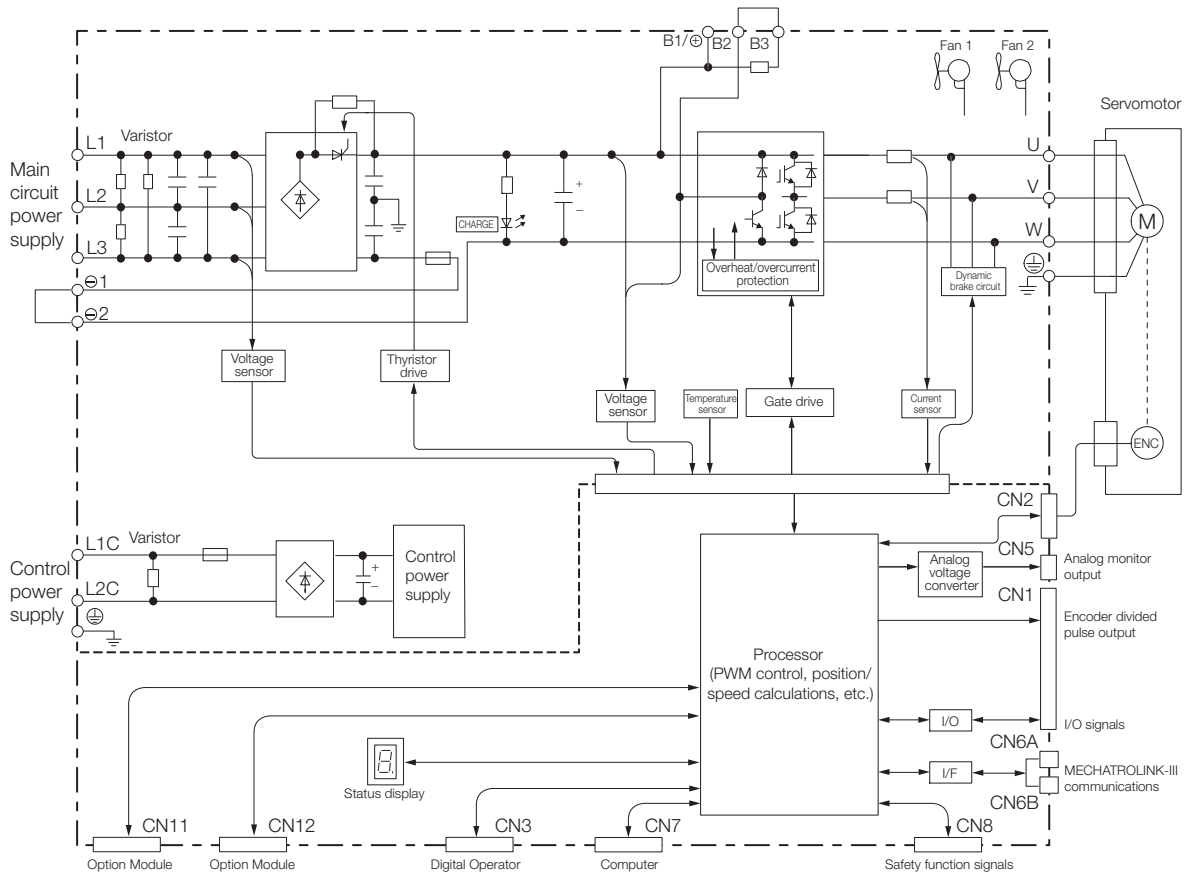 B1/⊕ B2 B3
Fan 1 Fan 2
Servomotor
Main
circuit
power
supply
L1
Varistor
L2
L3
⊖1
⊖2
CHARGE
+
–
Overheat/overcurrent
protection
U
V
W
M
Dynamic
brake circuit
Voltage
sensor
Thyristor
drive
Voltage
sensor
Temperature
sensor
Gate drive
Current
sensor
ENC
Control
power
supply
L1C
Varistor
L2C
+
–
Control
power
supply
CN2
CN5
Analog
voltage
converter
Analog monitor
output
CN1
Encoder divided
pulse output
Processor
(PWM control, position/
speed calculations, etc.)
I/O
I/O signals
CN6A
I/F
MECHATROLINK-III
communications
CN6B
8.
Status display
CN11
Option Module
CN12
Option Module
CN3
Digital Operator
CN7
Computer
CN8
Safety function signals